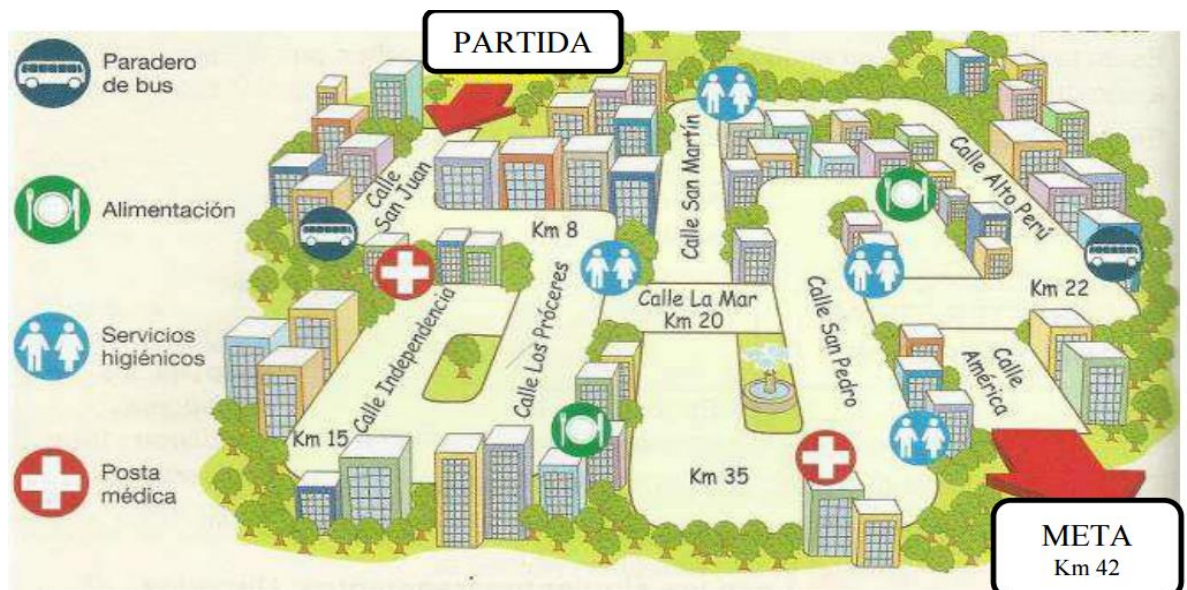 PARTIDA
Paradero
de bus
Alimentación
Servicios
higiénicos
Posta
médica
Calle
San Juan
Km 8
Calle San Martín
Calle Alto Perú
Calle Independencia
Calle Los Próceres
Calle La Mar
Km 20
Calle San Pedro
Km 22
Calle
América
Km 15
Km 35
META
Km 42